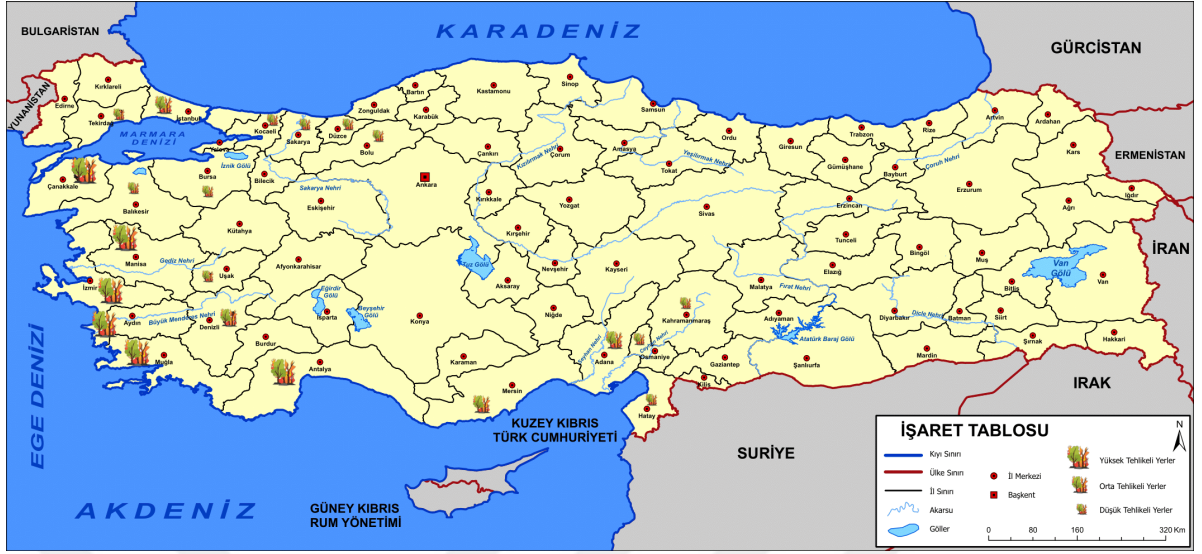 BULGARİSTAN
KARADENİZ
GÜRCİSTAN
YUNANİSTAN
ERMENİSTAN
İRAN
MARMARA
DENİZİ
EGE DENİZİ
AKDENİZ
SURİYE
IRAK
KUZEY KIBRIS
TÜRK CUMHURİYETİ
GÜNEY KIBRIS
RUM YÖNETİMİ
Kırklareli
Edirne
Tekirdağ
İstanbul
Kocaeli
Yalova
Sakarya
Düzce
Zonguldak
Bartın
Karabük
Bolu
Kastamonu
Sinop
Samsun
Ordu
Giresun
Trabzon
Rize
Artvin
Ardahan
Kars
Iğdır
Ağrı
Erzurum
Bayburt
Gümüşhane
Çoruh Nehri
Erzincan
Tokat
Amasya
Yeşilırmak Nehri
Çorum
Kızılırmak Nehri
Çankırı
Ankara
Kırıkkale
Yozgat
Sivas
Kırşehir
Nevşehir
Kayseri
Tuz Gölü
Aksaray
Niğde
Konya
Karaman
Mersin
Adana
Seyhan Nehri
Ceyhan Nehri
Osmaniye
Hatay
Kilis
Gaziantep
Kahramanmaraş
Malatya
Adıyaman
Fırat Nehri
Atatürk Baraj Gölü
Şanlıurfa
Elazığ
Tunceli
Bingöl
Muş
Bitlis
Van
Gölü
Van
Diyarbakır
Dicle Nehri
Batman
Siirt
Mardin
Şırnak
Hakkari
Çanakkale
Balıkesir
Bursa
İznik Gölü
Bilecik
Sakarya Nehri
Eskişehir
Kütahya
Manisa
Gediz Nehri
Uşak
Afyonkarahisar
İzmir
Aydın
Büyük Menderes Nehri
Denizli
Muğla
Burdur
Isparta
Eğirdir
Gölü
Beyşehir
Gölü
Antalya
İŞARET TABLOSU
N
Kıyı Sınırı
Ülke Sınırı
İl Sınırı
Akarsu
Göller
İl Merkezi
Başkent
Yüksek Tehlikeli Yerler
Orta Tehlikeli Yerler
Düşük Tehlikeli Yerler
0 80 160 320 Km